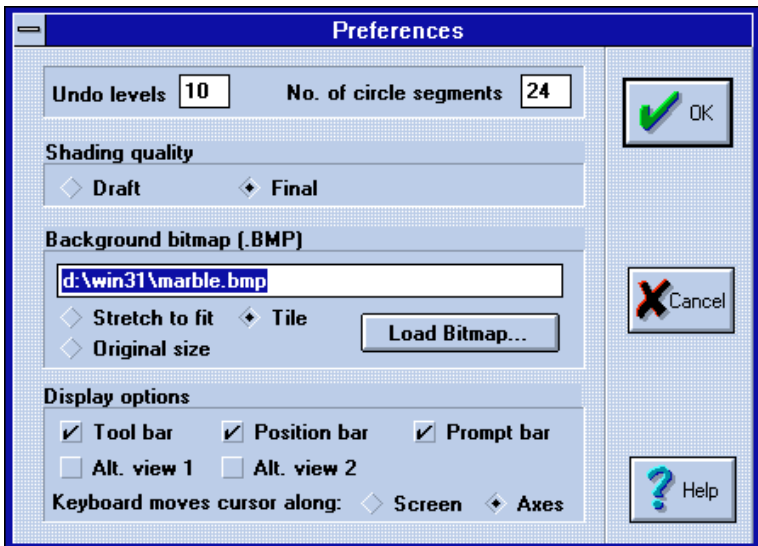 Preferences
Undo levels 10 No. of circle segments 24
OK
Shading quality
Draft Final
Background bitmap (.BMP)
d:\win31\marble.bmp
Stretch to fit Tile
Original size
Load Bitmap...
Cancel
Display options
Tool bar Position bar Prompt bar
Alt. view 1 Alt. view 2
Keyboard moves cursor along: Screen Axes
Help